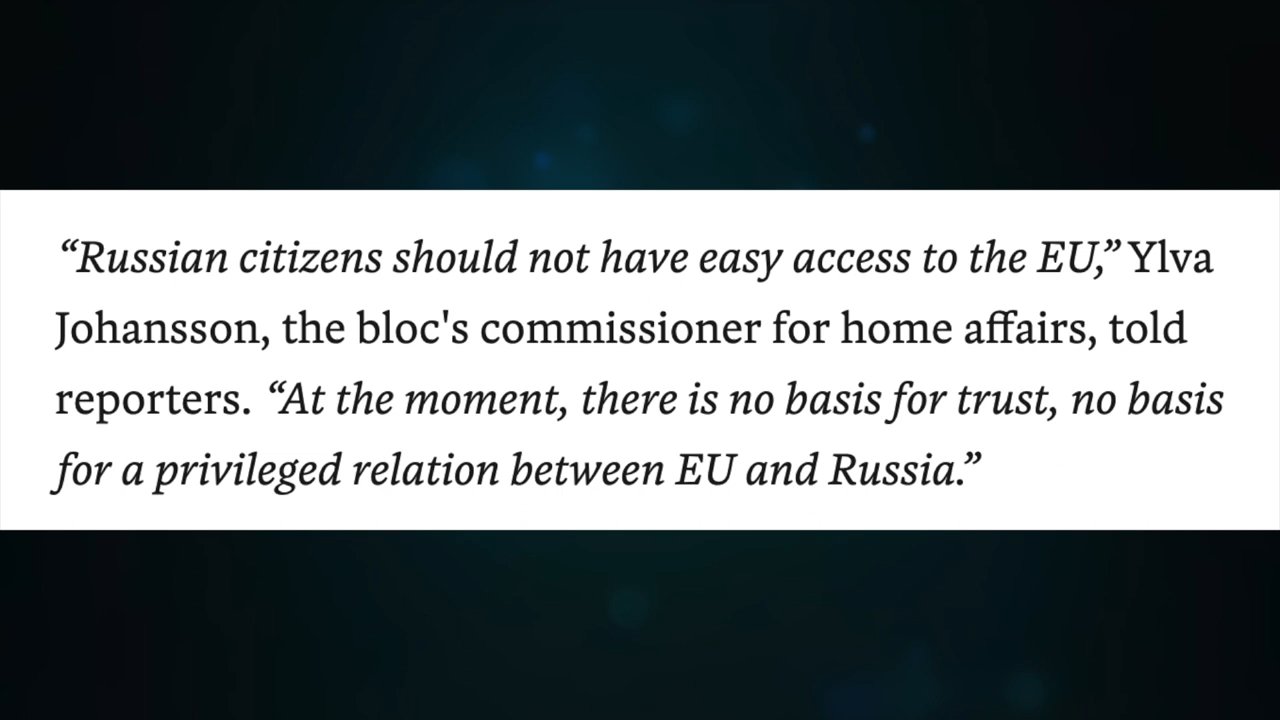 “Russian citizens should not have easy access to the EU,” Ylva
Johansson, the bloc's commissioner for home affairs, told
reporters. “At the moment, there is no basis for trust, no basis
for a privileged relation between EU and Russia.”